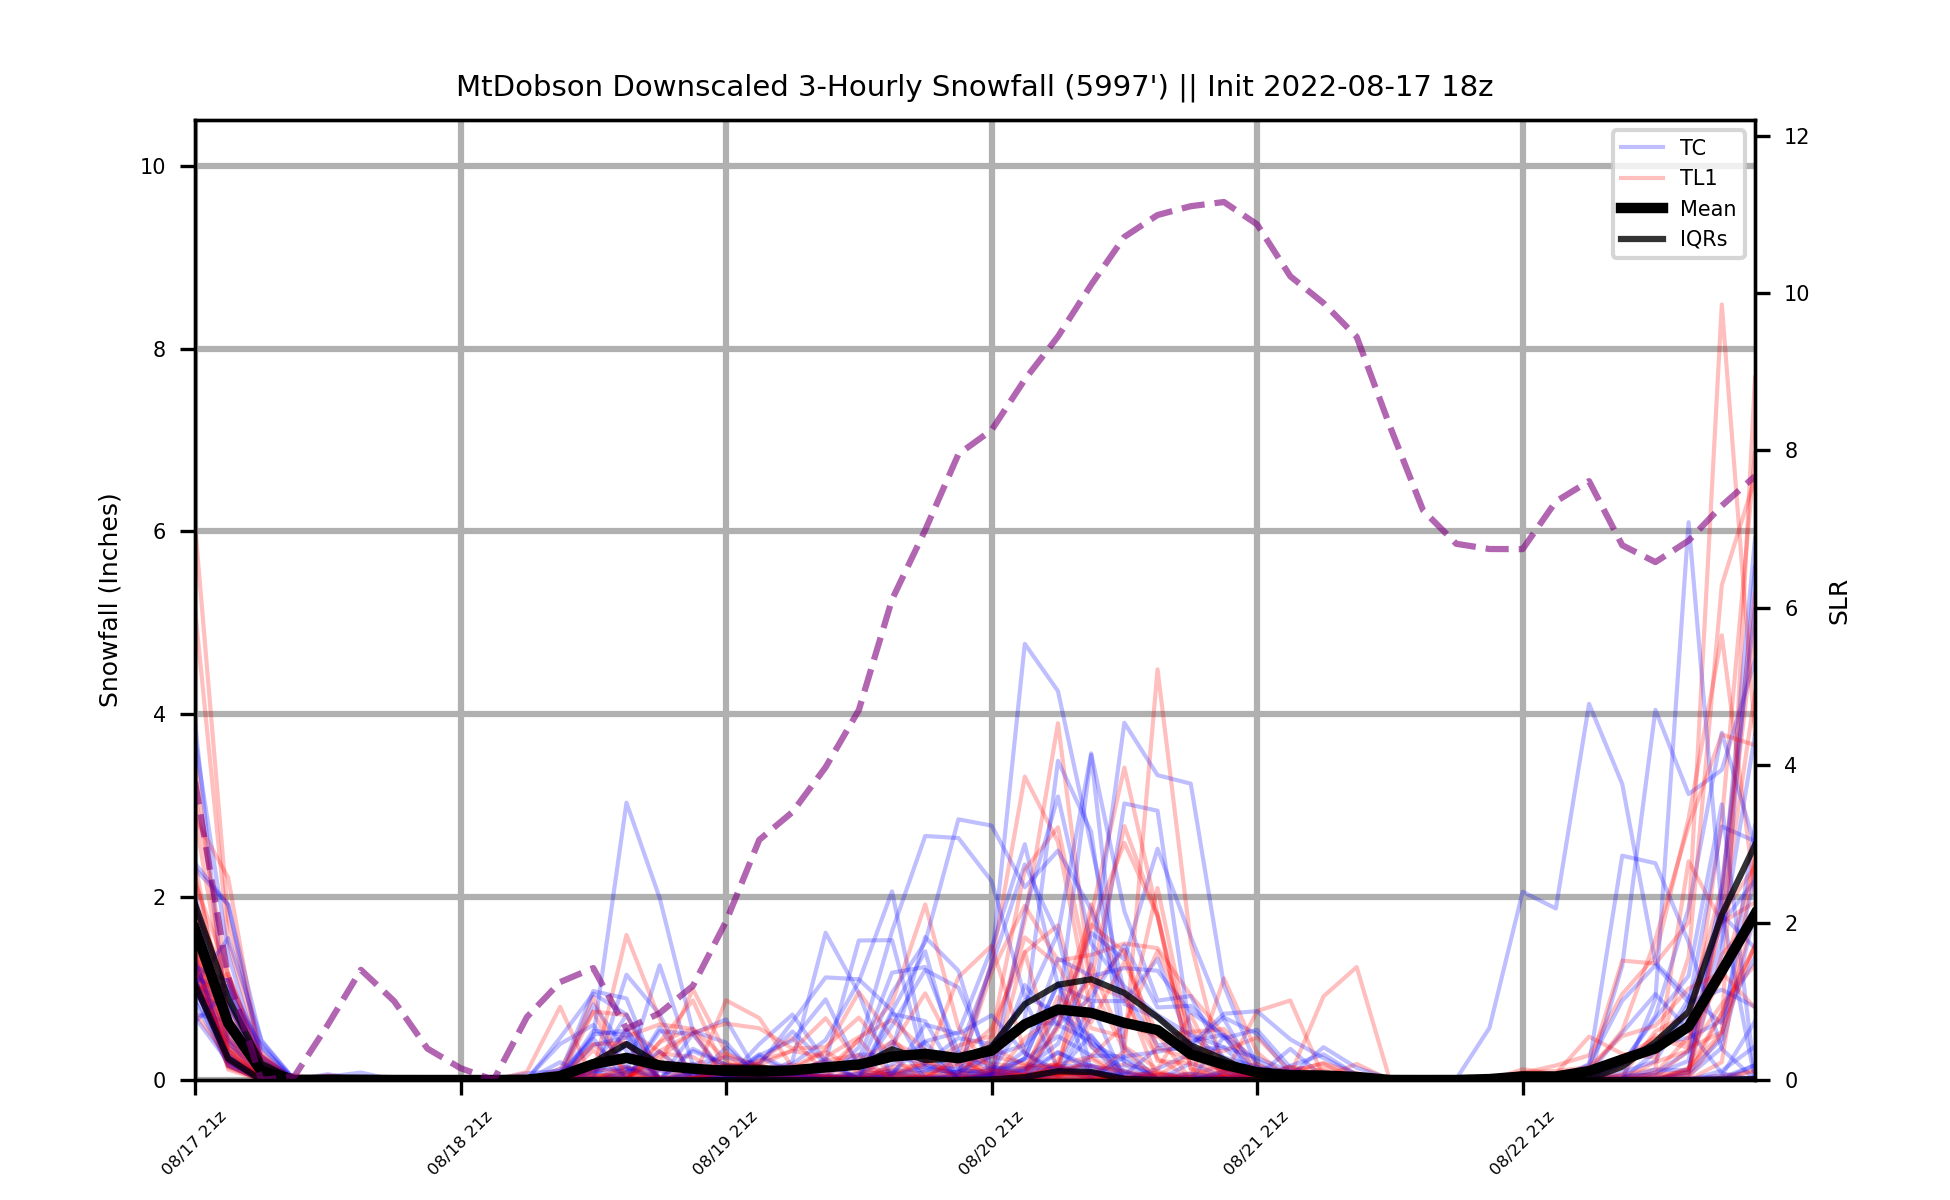 MtDobson Downscaled 3-Hourly Snowfall (5997') || Init 2022-08-17 18z
TC
TL1
Mean
IQRs
Snowfall (Inches)
10
8
6
4
2
0
12
10
8
6
4
2
0
SLR
08/17 21z
08/18 21z
08/19 21z
08/20 21z
08/21 21z
08/22 21z